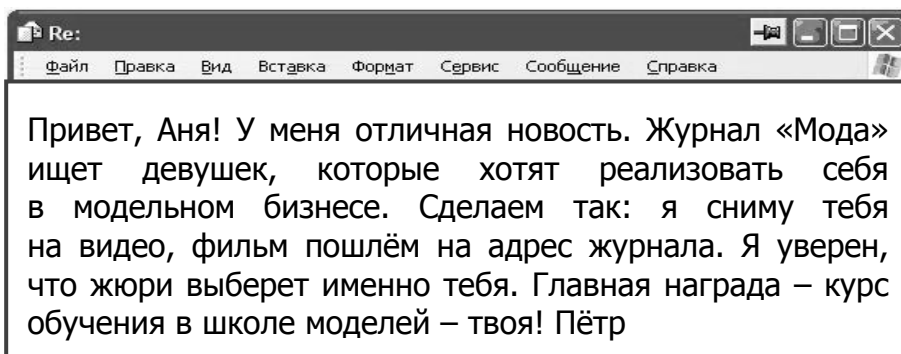 Re:
Файл Правка Вид Вставка Формат Сервис Сообщение Справка
Привет, Аня! У меня отличная новость. Журнал «Мода»
ищет девушек, которые хотят реализовать себя
в модельном бизнесе. Сделаем так: я сниму тебя
на видео, фильм пошлём на адрес журнала. Я уверен,
что жюри выберет именно тебя. Главная награда – курс
обучения в школе моделей – твоя! Пётр